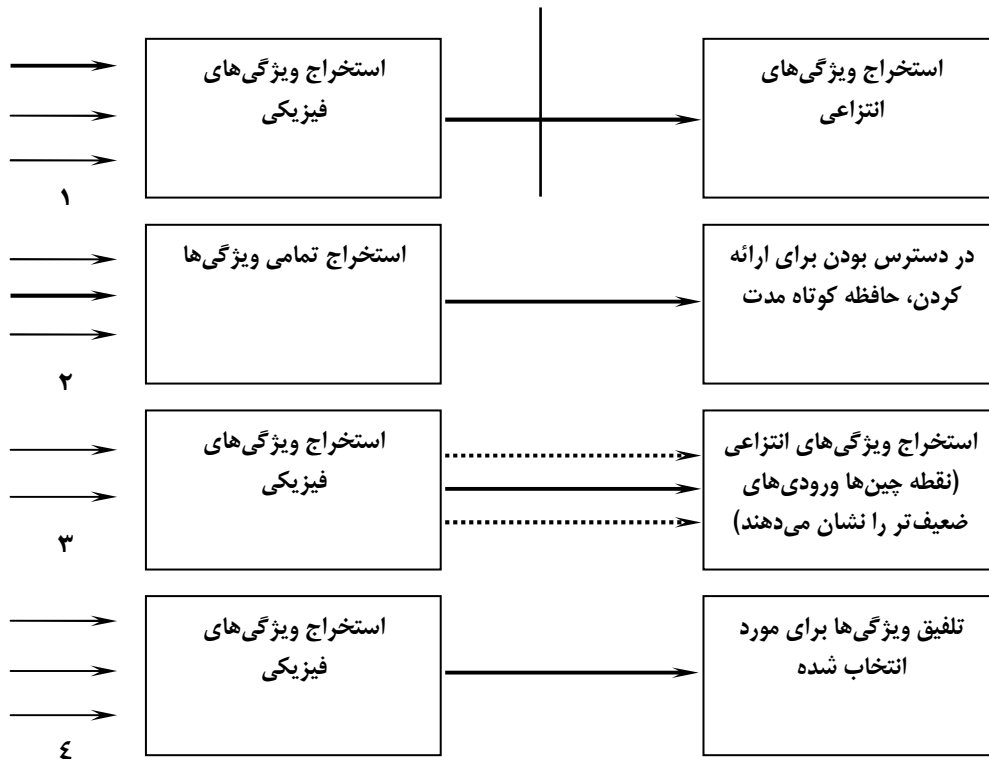 استخراج ویژگی‌های
فیزیکی
استخراج ویژگی‌های
انتزاعی
۱
استخراج تمامی ویژگی‌ها
در دسترس بودن برای ارائه
کردن، حافظه کوتاه مدت
۲
استخراج ویژگی‌های
فیزیکی
استخراج ویژگی‌های انتزاعی
(نقطه چین‌ها ورودی‌های
ضعیف‌تر را نشان می‌دهند)
۳
استخراج ویژگی‌های
فیزیکی
تلفیق ویژگی‌ها برای مورد
انتخاب شده
٤